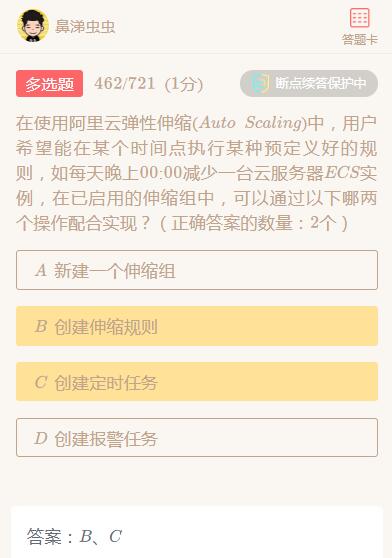 鼻涕虫虫
答题卡
多选题 462/721 (1分) 断点续答保护中
在使用阿里云弹性伸缩(Auto Scaling)中，用户
希望能在某个时间点执行某种预定义好的规
则，如每天晚上00:00减少一台云服务器ECS实
例，在已启用的伸缩组中，可以通过以下哪两
个操作配合实现？（正确答案的数量：2个）
A 新建一个伸缩组
B 创建伸缩规则
C 创建定时任务
D 创建报警任务
答案：B、C